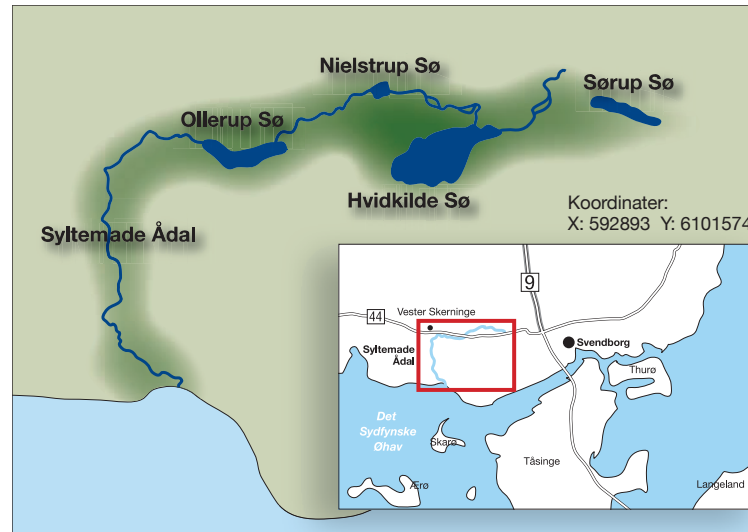 Nielstrup Sø
Sørup Sø
Ollerup Sø
Hvidkilde Sø
Koordinater:
X: 592893 Y: 6101574
Syltemade Ådal
9
44
Vester Skerninge
Svendborg
Syltemade
Ådal
Thurø
Det
Sydfynske
Øhav
Skarø
Tåsinge
Ærø
Langeland